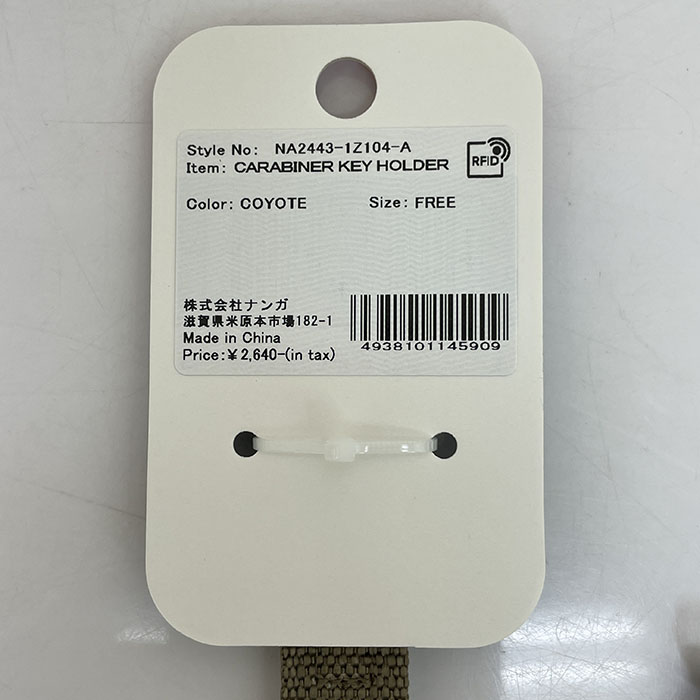 Style No: NA2443-1Z104-A
Item: CARABINER KEY HOLDER
RFID
Color: COYOTE Size: FREE
株式会社ナンガ
滋賀県米原本市場182-1
Made in China
Price:¥2,640-(in tax)
4938101145909